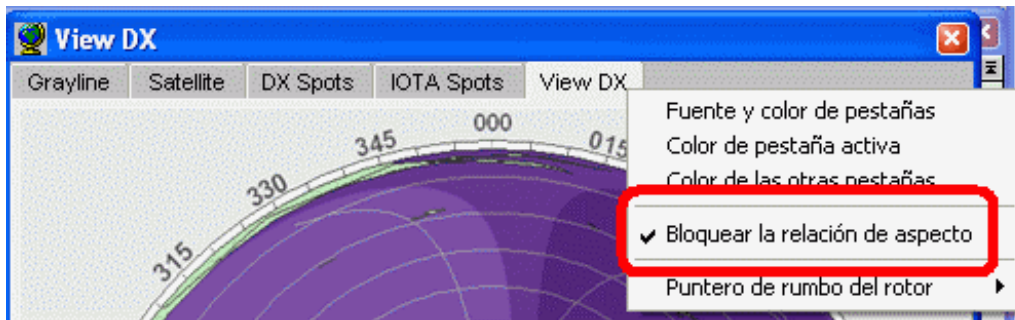 View DX
Grayline Satellite DX Spots IOTA Spots View DX
Fuente y color de pestañas
Color de pestaña activa
Color de las otras pestañas
Bloquear la relación de aspecto
Puntero de rumbo del rotor
000
345
015
330
315